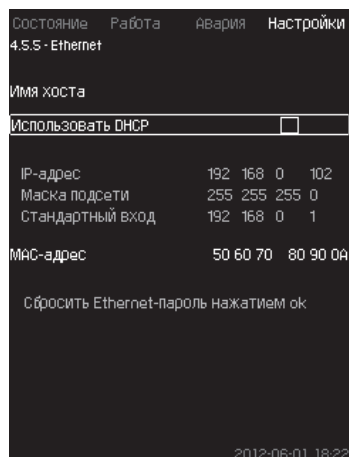 Состояние Работа Авария Настройки
4.5.5 - Ethernet
Имя хоста
Использовать DHCP
IP-адрес 192 168 0 102
Маска подсети 255 255 255 0
Стандартный вход 192 168 0 1
MAC-адрес 50 60 70 80 90 0A
Сбросить Ethernet-пароль нажатием ok
2012-06-01 18:22